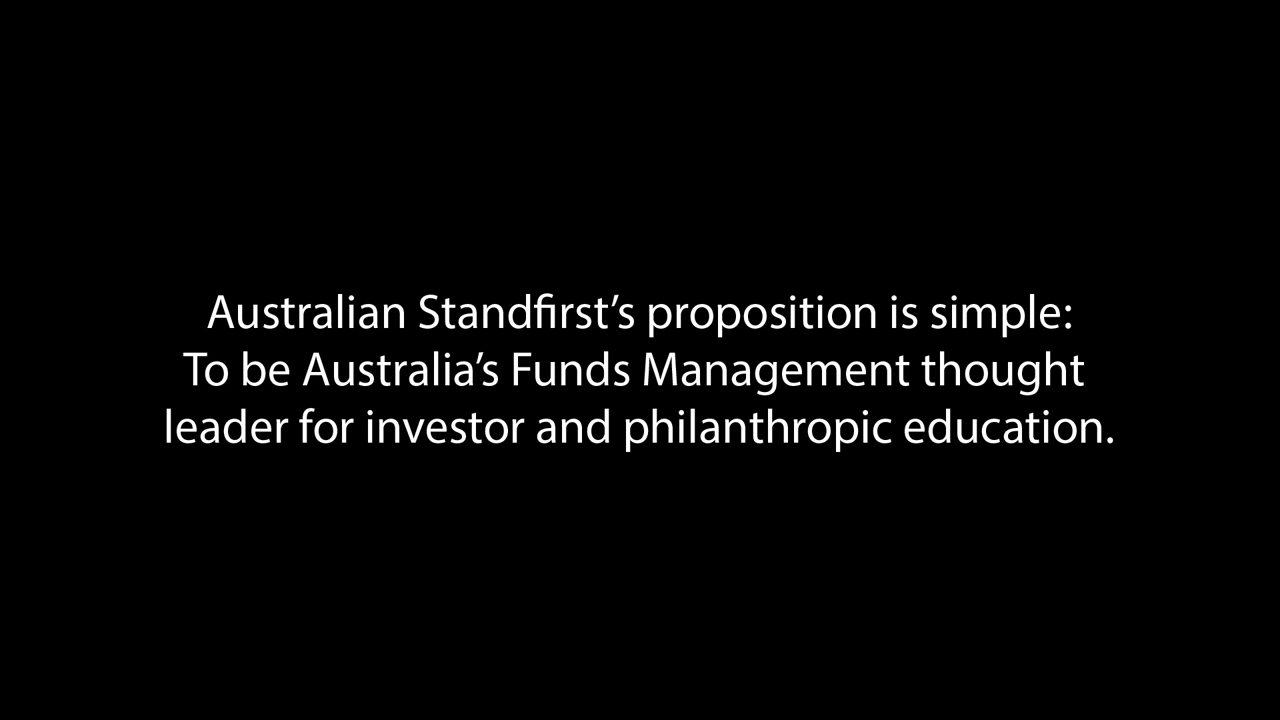 Australian Standfirst’s proposition is simple:
To be Australia’s Funds Management thought
leader for investor and philanthropic education.